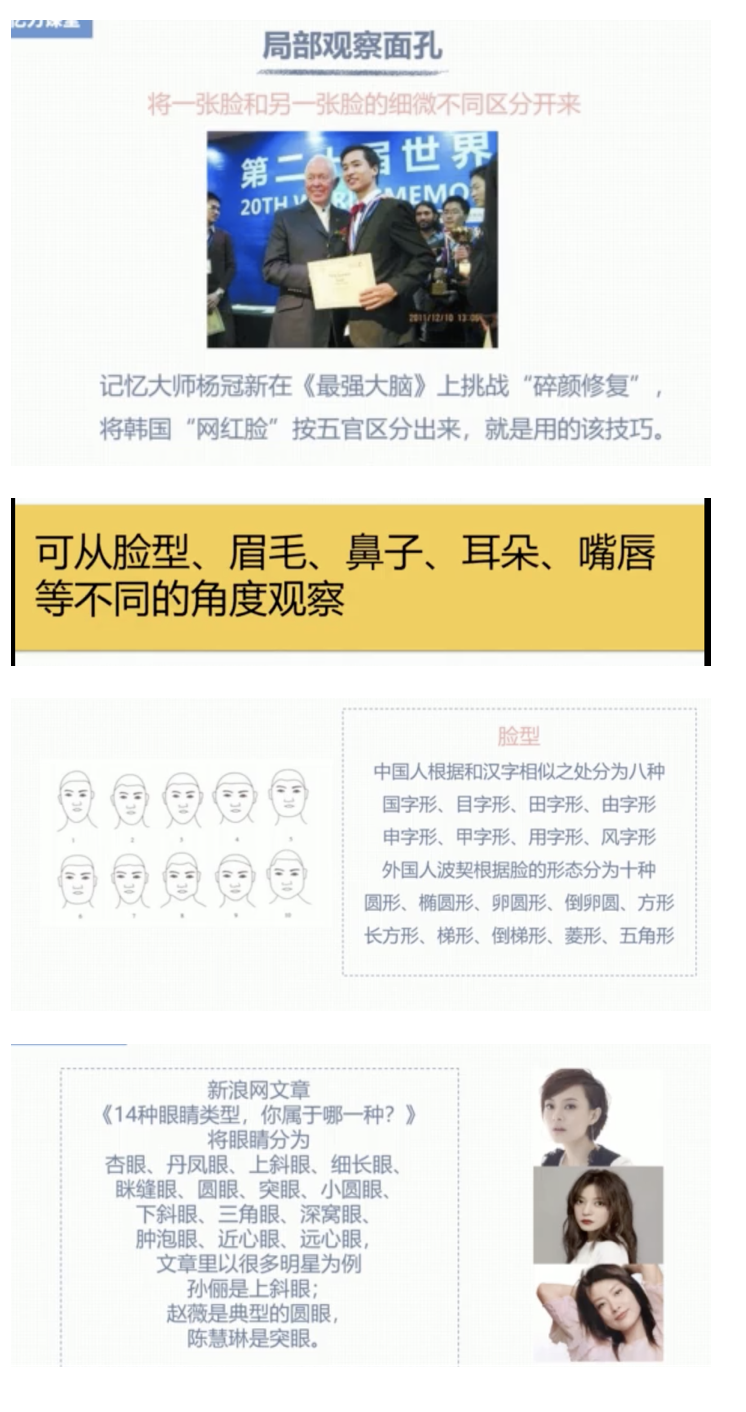 忆力课堂
局部观察面孔
将一张脸和另一张脸的细微不同区分开来
第二十届世界
20TH WORLD MEMO
2011/12/10 13:06
记忆大师杨冠新在《最强大脑》上挑战“碎颜修复”，
将韩国“网红脸”按五官区分出来，就是用的该技巧。
可从脸型、眉毛、鼻子、耳朵、嘴唇
等不同的角度观察
脸型
中国人根据和汉字相似之处分为八种
国字形、目字形、田字形、由字形
申字形、甲字形、用字形、风字形
外国人波契根据脸的形态分为十种
圆形、椭圆形、卵圆形、倒卵圆、方形
长方形、梯形、倒梯形、菱形、五角形
1 2 3 4 5
6 7 8 9 10
新浪网文章
《14种眼睛类型，你属于哪一种？》
将眼睛分为
杏眼、丹凤眼、上斜眼、细长眼、
眯缝眼、圆眼、突眼、小圆眼、
下斜眼、三角眼、深窝眼、
肿泡眼、近心眼、远心眼，
文章里以很多明星为例
孙俪是上斜眼；
赵薇是典型的圆眼，
陈慧琳是突眼。